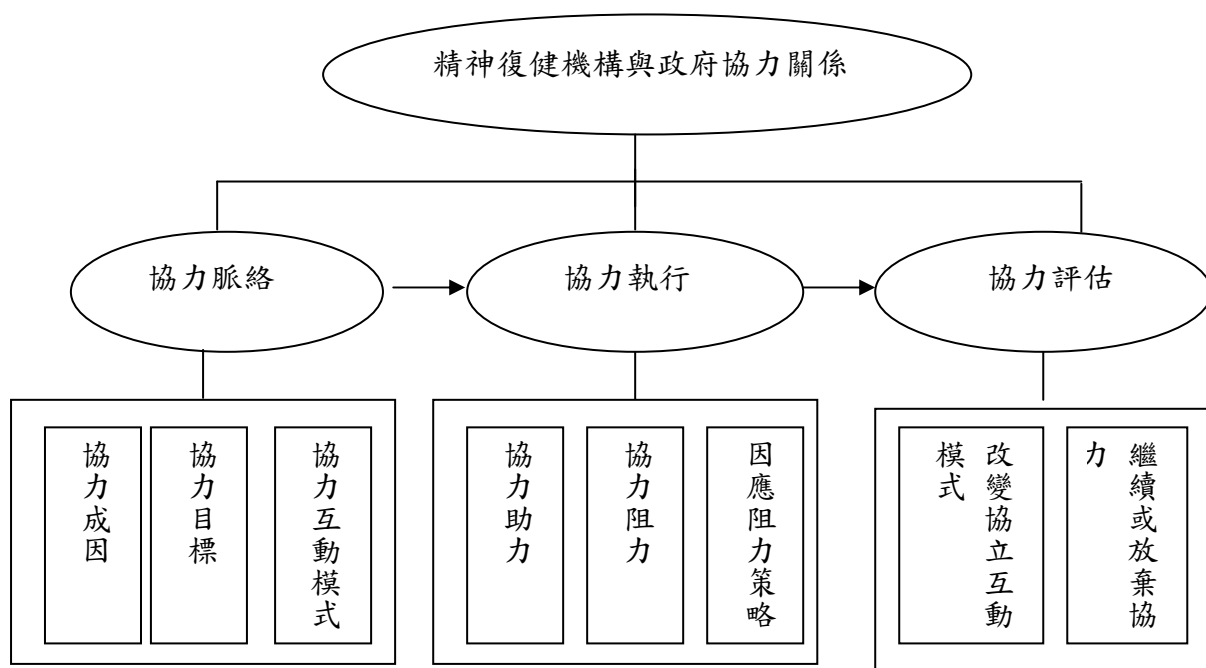 精神復健機構與政府協力關係
協力脈絡
協力執行
協力評估
協力成因
協力目標
協力互動模式
協力助力
協力阻力
因應阻力策略
改變協立互動
模式
繼續或放棄協
力